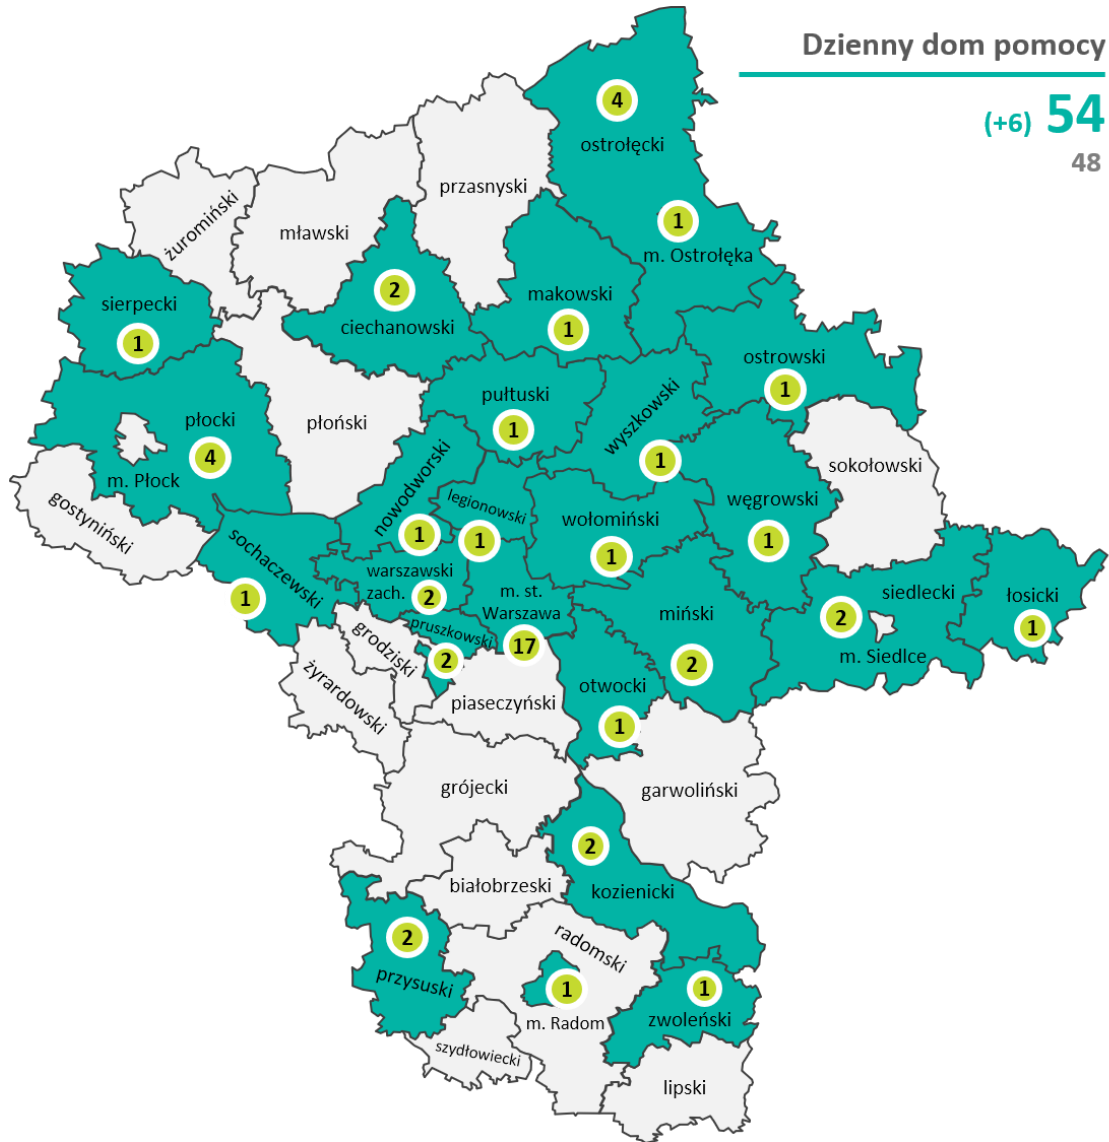 Dzienny dom pomocy
(+6) 54
48
4
ostrołęcki
przasnyski
żuromiński
mławski
1
m. Ostrołęka
2
ciechanowski
makowski
1
sierpecki
1
ostrowski
1
pułtuski
1
wyszkowski
1
płoński
płocki
4
m. Płock
gostyniński
sokołowski
węgrowski
1
nowodworski
1
legionowski
1
wołomiński
1
sochaczewski
1
warszawski
zach.
2
m. st.
Warszawa
17
pruszkowski
2
grodziski
żyrardowski
piaseczyński
miński
2
siedlecki
2
m. Siedlce
łosicki
1
otwocki
1
grójecki
garwoliński
2
kozienicki
białobrzeski
2
przysuski
radomski
1
m. Radom
1
zwoleński
szydłowiecki
lipski